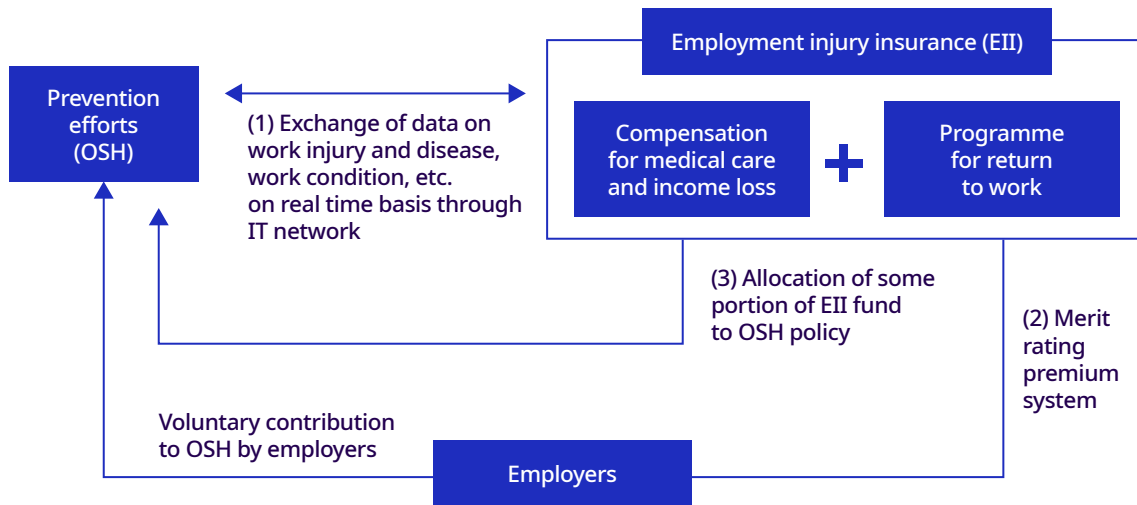 Employment injury insurance (EII)
Prevention
efforts
(OSH)
(1) Exchange of data on
work injury and disease,
work condition, etc.
on real time basis through
IT network
Compensation
for medical care
and income loss
Programme
for return
to work
(3) Allocation of some
portion of EII fund
to OSH policy
(2) Merit
rating
premium
system
Voluntary contribution
to OSH by employers
Employers